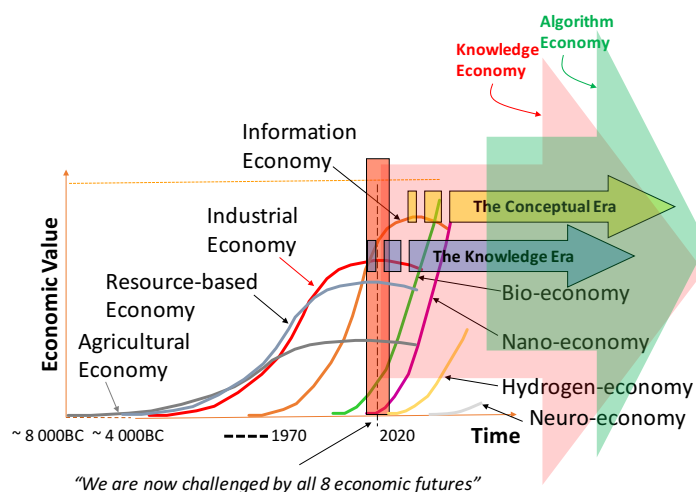 Algorithm
Economy
Knowledge
Economy
Information
Economy
The Conceptual Era
Industrial
Economy
The Knowledge Era
Resource-based
Economy
Bio-economy
Agricultural
Economy
Nano-economy
Hydrogen-economy
Neuro-economy
Economic Value
~ 8 000BC ~ 4 000BC 1970 2020 Time
“We are now challenged by all 8 economic futures”